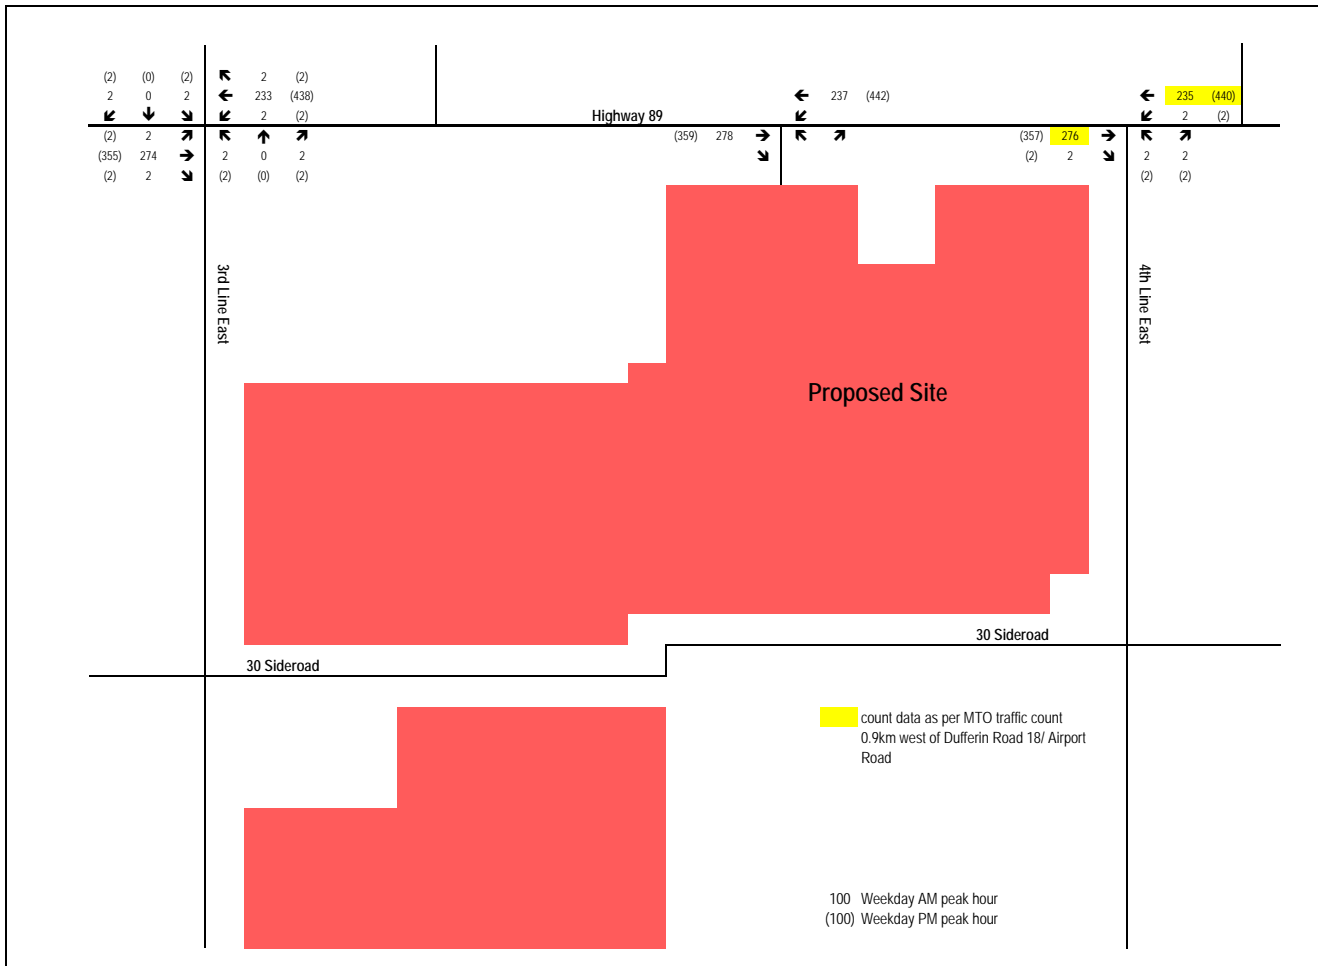 (2) (0) (2) 2 (2)
2 0 2 233 (438) 237 (442) 235 (440)
2 (2) Highway 89 2 (2)
(2) 2 (359) 278 (357) 276
(355) 274 2 0 2 (2) 2 2 2
(2) 2 (2) (0) (2) (2) (2)
3rd Line East
4th Line East
Proposed Site
30 Sideroad
30 Sideroad
count data as per MTO traffic count
0.9km west of Dufferin Road 18/ Airport
Road
100 Weekday AM peak hour
(100) Weekday PM peak hour